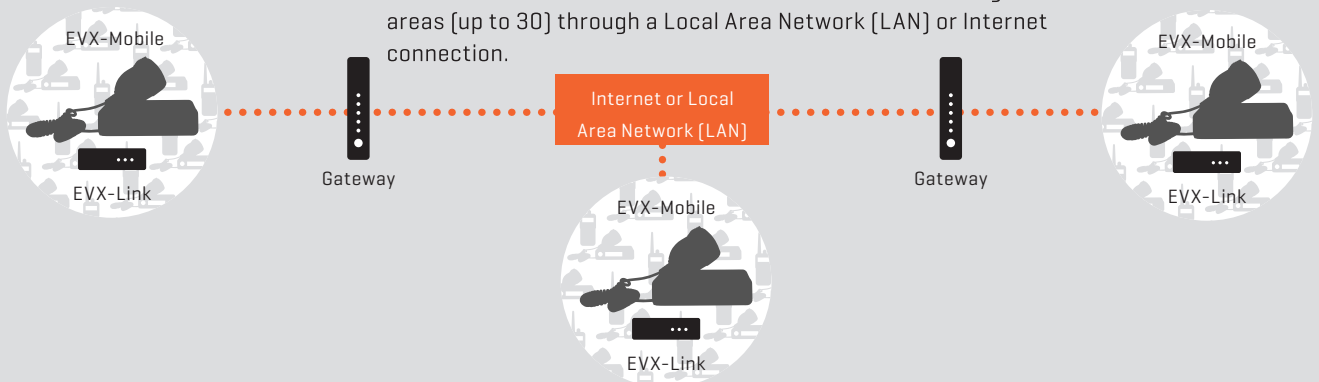 areas (up to 30) through a Local Area Network (LAN) or Internet
connection.
EVX-Mobile
EVX-Link
Gateway
Internet or Local
Area Network (LAN)
Gateway
EVX-Mobile
EVX-Link
EVX-Mobile
EVX-Link